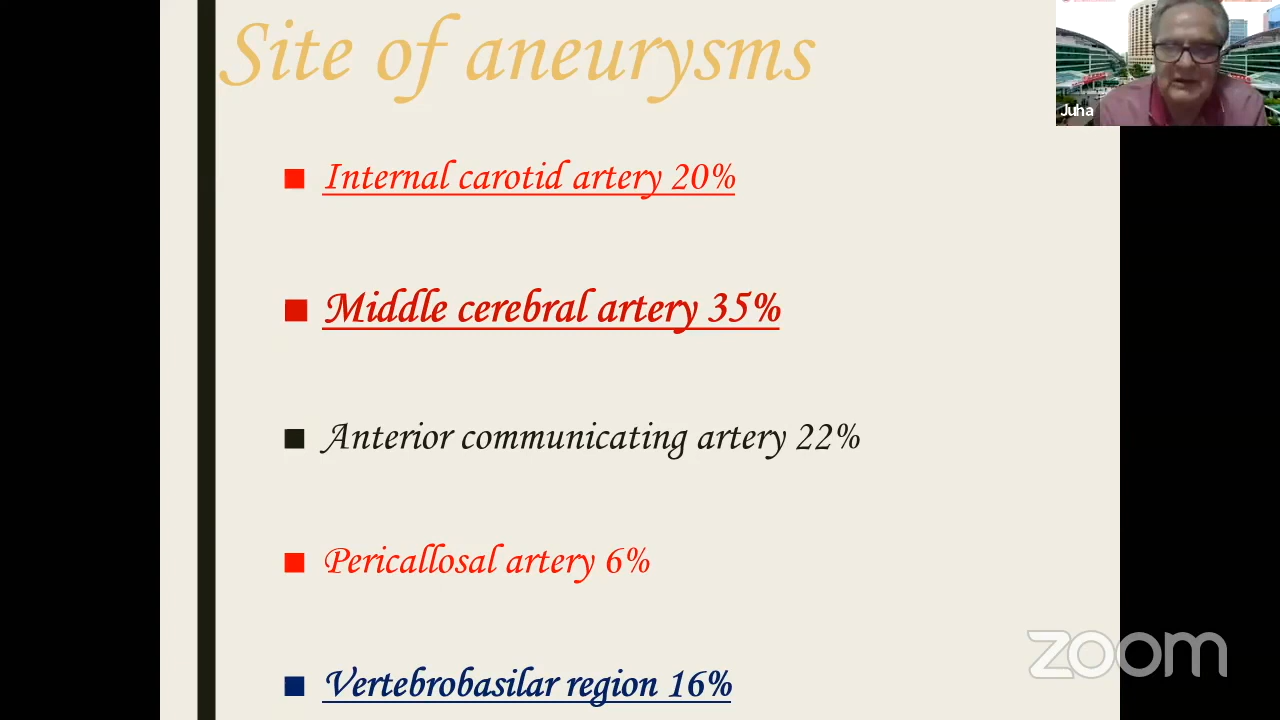 Site of aneurysms
Juha
Internal carotid artery 20%
Middle cerebral artery 35%
Anterior communicating artery 22%
Pericallosal artery 6%
Vertebrobasilar region 16%
zoom